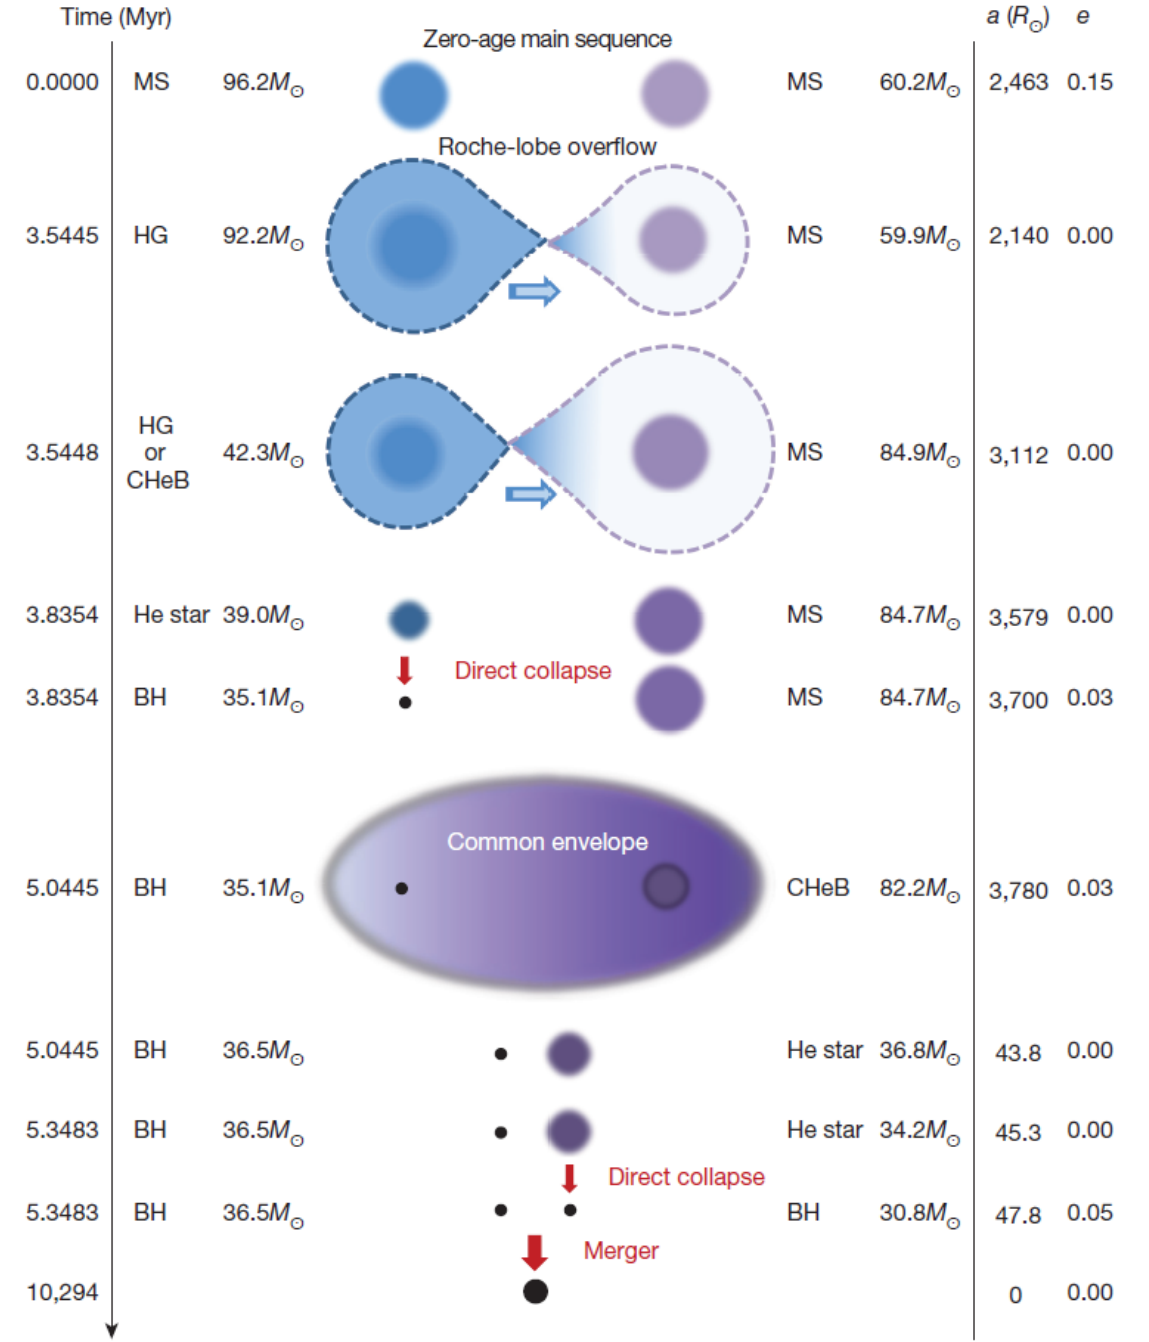 Time (Myr) a (R☉) e
Zero-age main sequence
0.0000 MS 96.2M☉ MS 60.2M☉ 2,463 0.15
Roche-lobe overflow
3.5445 HG 92.2M☉ MS 59.9M☉ 2,140 0.00
3.5448 HG or CHeB 42.3M☉ MS 84.9M☉ 3,112 0.00
3.8354 He star 39.0M☉ MS 84.7M☉ 3,579 0.00
Direct collapse
3.8354 BH 35.1M☉ MS 84.7M☉ 3,700 0.03
Common envelope
5.0445 BH 35.1M☉ CHeB 82.2M☉ 3,780 0.03
5.0445 BH 36.5M☉ He star 36.8M☉ 43.8 0.00
5.3483 BH 36.5M☉ He star 34.2M☉ 45.3 0.00
Direct collapse
5.3483 BH 36.5M☉ BH 30.8M☉ 47.8 0.05
Merger
10,294 0 0.00